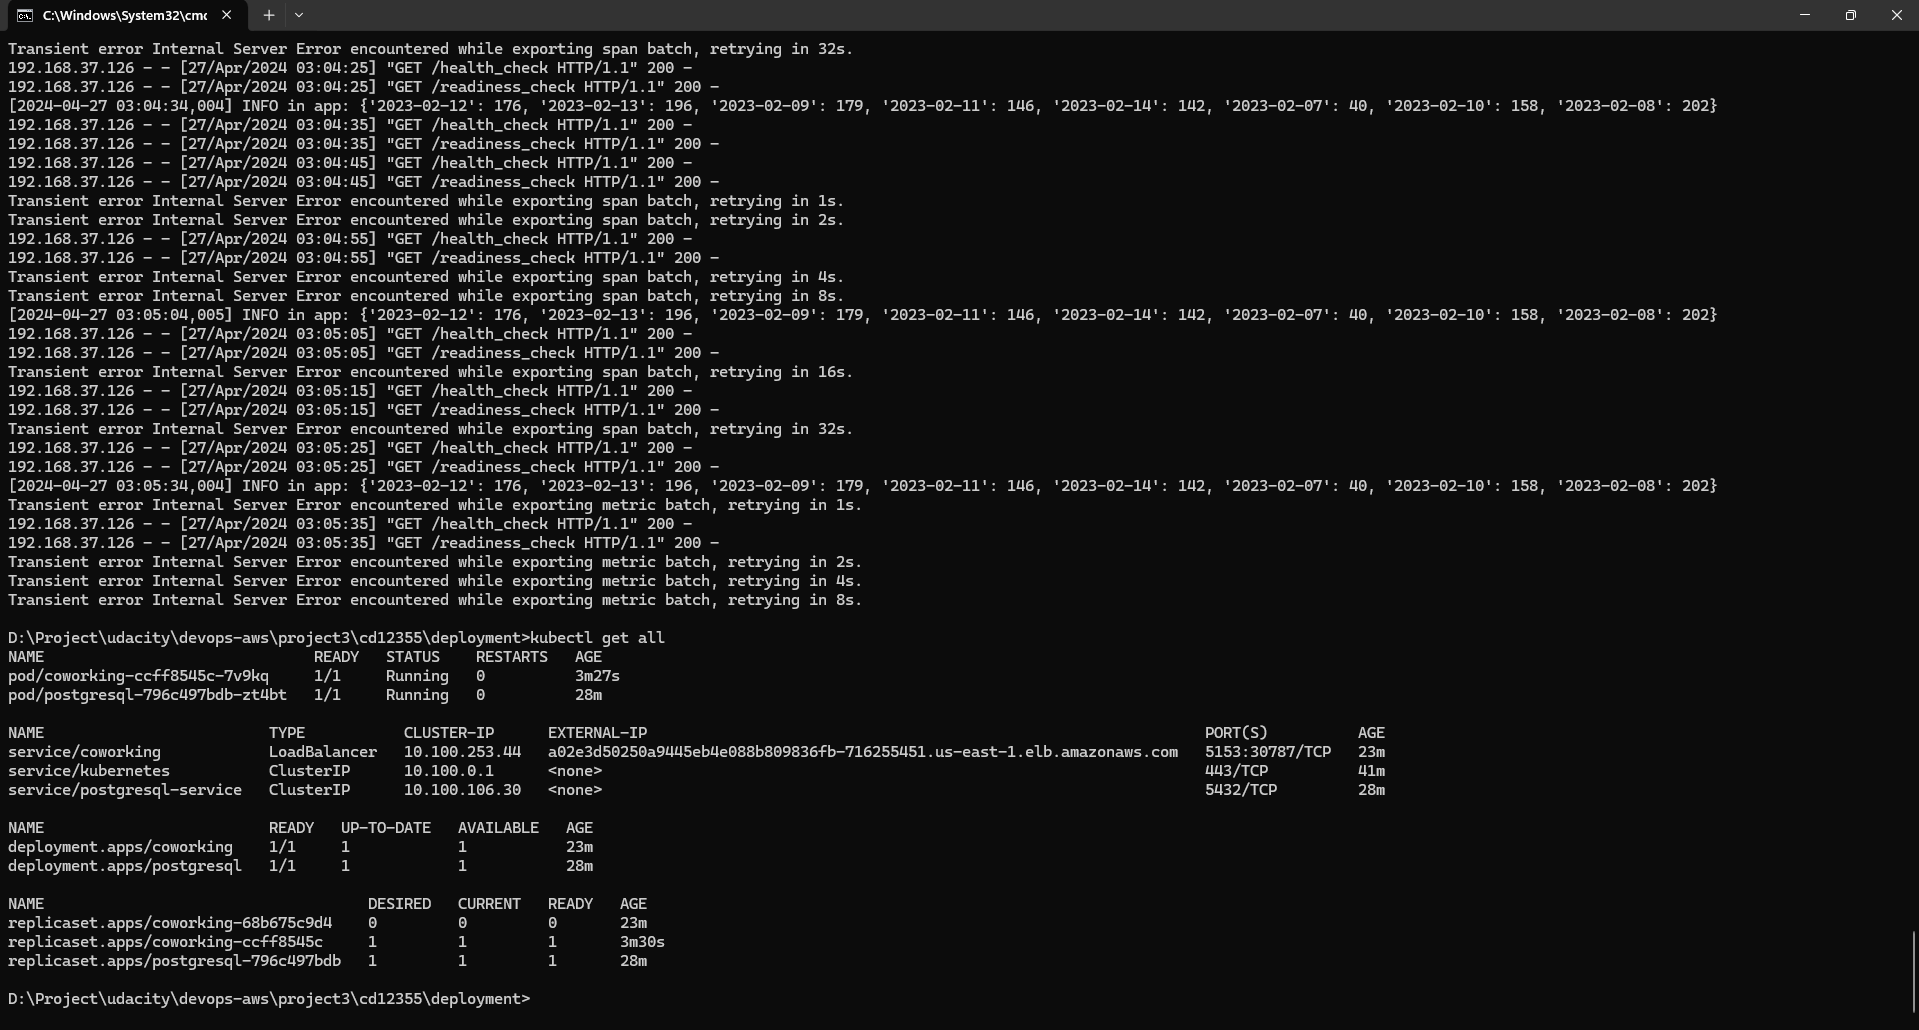 C:\Windows\System32\cmd
Transient error Internal Server Error encountered while exporting span batch, retrying in 32s.
192.168.37.126 - - [27/Apr/2024 03:04:25] "GET /health_check HTTP/1.1" 200 -
192.168.37.126 - - [27/Apr/2024 03:04:25] "GET /readiness_check HTTP/1.1" 200 -
[2024-04-27 03:04:34,004] INFO in app: {'2023-02-12': 176, '2023-02-13': 196, '2023-02-09': 179, '2023-02-11': 146, '2023-02-14': 142, '2023-02-07': 40, '2023-02-10': 158, '2023-02-08': 202}
192.168.37.126 - - [27/Apr/2024 03:04:35] "GET /health_check HTTP/1.1" 200 -
192.168.37.126 - - [27/Apr/2024 03:04:35] "GET /readiness_check HTTP/1.1" 200 -
192.168.37.126 - - [27/Apr/2024 03:04:45] "GET /health_check HTTP/1.1" 200 -
192.168.37.126 - - [27/Apr/2024 03:04:45] "GET /readiness_check HTTP/1.1" 200 -
Transient error Internal Server Error encountered while exporting span batch, retrying in 1s.
Transient error Internal Server Error encountered while exporting span batch, retrying in 2s.
192.168.37.126 - - [27/Apr/2024 03:04:55] "GET /health_check HTTP/1.1" 200 -
192.168.37.126 - - [27/Apr/2024 03:04:55] "GET /readiness_check HTTP/1.1" 200 -
Transient error Internal Server Error encountered while exporting span batch, retrying in 4s.
Transient error Internal Server Error encountered while exporting span batch, retrying in 8s.
[2024-04-27 03:05:04,005] INFO in app: {'2023-02-12': 176, '2023-02-13': 196, '2023-02-09': 179, '2023-02-11': 146, '2023-02-14': 142, '2023-02-07': 40, '2023-02-10': 158, '2023-02-08': 202}
192.168.37.126 - - [27/Apr/2024 03:05:05] "GET /health_check HTTP/1.1" 200 -
192.168.37.126 - - [27/Apr/2024 03:05:05] "GET /readiness_check HTTP/1.1" 200 -
Transient error Internal Server Error encountered while exporting span batch, retrying in 16s.
192.168.37.126 - - [27/Apr/2024 03:05:15] "GET /health_check HTTP/1.1" 200 -
192.168.37.126 - - [27/Apr/2024 03:05:15] "GET /readiness_check HTTP/1.1" 200 -
Transient error Internal Server Error encountered while exporting span batch, retrying in 32s.
192.168.37.126 - - [27/Apr/2024 03:05:25] "GET /health_check HTTP/1.1" 200 -
192.168.37.126 - - [27/Apr/2024 03:05:25] "GET /readiness_check HTTP/1.1" 200 -
[2024-04-27 03:05:34,004] INFO in app: {'2023-02-12': 176, '2023-02-13': 196, '2023-02-09': 179, '2023-02-11': 146, '2023-02-14': 142, '2023-02-07': 40, '2023-02-10': 158, '2023-02-08': 202}
Transient error Internal Server Error encountered while exporting metric batch, retrying in 1s.
192.168.37.126 - - [27/Apr/2024 03:05:35] "GET /health_check HTTP/1.1" 200 -
192.168.37.126 - - [27/Apr/2024 03:05:35] "GET /readiness_check HTTP/1.1" 200 -
Transient error Internal Server Error encountered while exporting metric batch, retrying in 2s.
Transient error Internal Server Error encountered while exporting metric batch, retrying in 4s.
Transient error Internal Server Error encountered while exporting metric batch, retrying in 8s.
D:\Project\udacity\devops-aws\project3\cd12355\deployment>kubectl get all
NAME READY STATUS RESTARTS AGE
pod/coworking-ccff8545c-7v9kq 1/1 Running 0 3m27s
pod/postgresql-796c497bdb-zt4bt 1/1 Running 0 28m
NAME TYPE CLUSTER-IP EXTERNAL-IP PORT(S) AGE
service/coworking LoadBalancer 10.100.253.44 a02e3d50250a9445eb4e088b809836fb-716255451.us-east-1.elb.amazonaws.com 5153:30787/TCP 23m
service/kubernetes ClusterIP 10.100.0.1 <none> 443/TCP 41m
service/postgresql-service ClusterIP 10.100.106.30 <none> 5432/TCP 28m
NAME READY UP-TO-DATE AVAILABLE AGE
deployment.apps/coworking 1/1 1 1 23m
deployment.apps/postgresql 1/1 1 1 28m
NAME DESIRED CURRENT READY AGE
replicaset.apps/coworking-68b675c9d4 0 0 0 23m
replicaset.apps/coworking-ccff8545c 1 1 1 3m30s
replicaset.apps/postgresql-796c497bdb 1 1 1 28m
D:\Project\udacity\devops-aws\project3\cd12355\deployment>